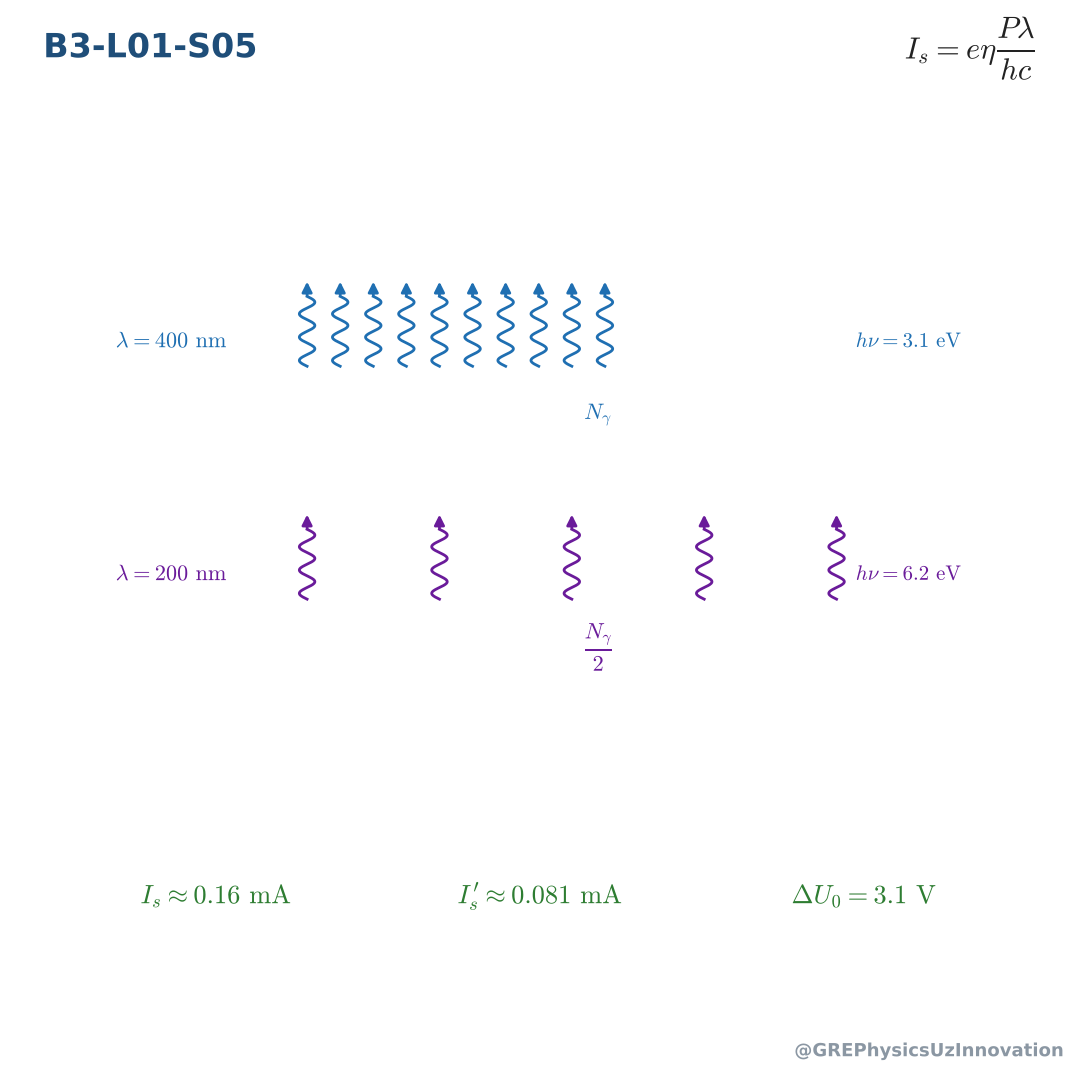 B3-L01-S05
I_s = eη Pλ/hc
λ = 400 nm
hν = 3.1 eV
N_γ
λ = 200 nm
hν = 6.2 eV
N_γ/2
I_s ≈ 0.16 mA
I′_s ≈ 0.081 mA
ΔU_0 = 3.1 V
@GREPhysicsUzInnovation